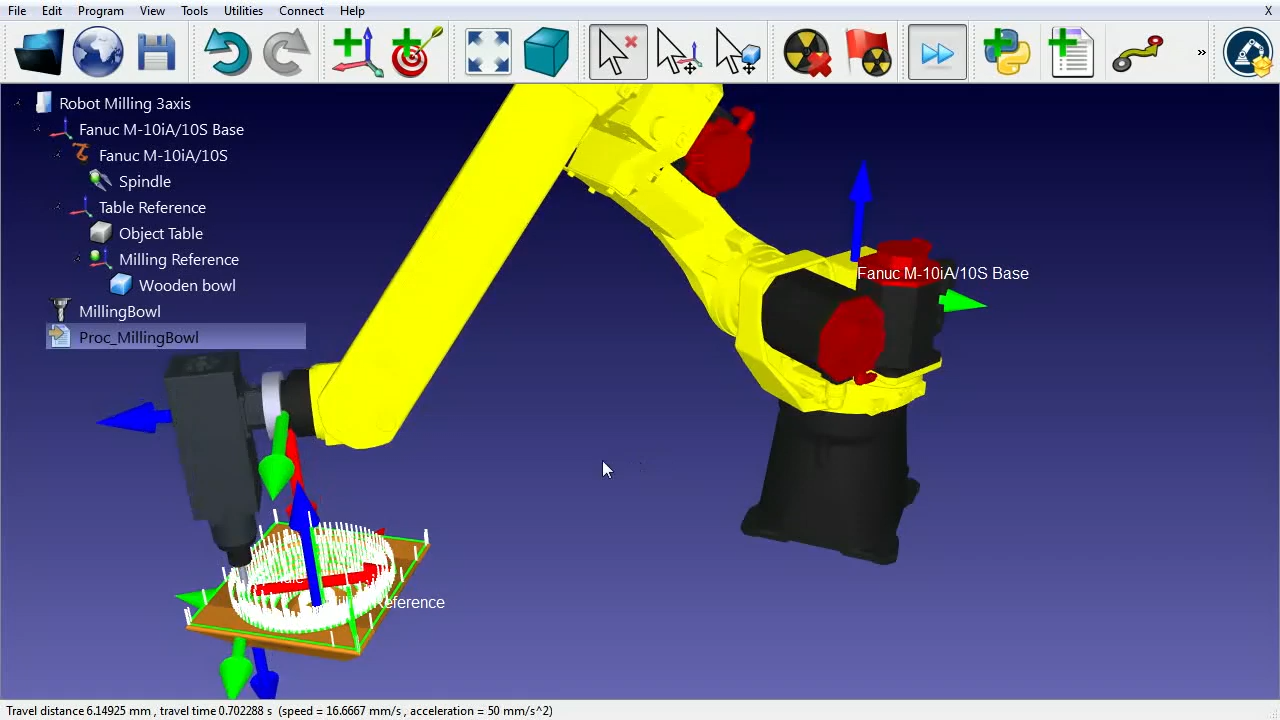 File Edit Program View Tools Utilities Connect Help X
»
Robot Milling 3axis
Fanuc M-10iA/10S Base
Fanuc M-10iA/10S
Spindle
Table Reference
Object Table
Milling Reference
Wooden bowl
MillingBowl
Proc_MillingBowl
Fanuc M-10iA/10S Base
Reference
Travel distance 6.14925 mm , travel time 0.702288 s (speed = 16.6667 mm/s , acceleration = 50 mm/s^2)